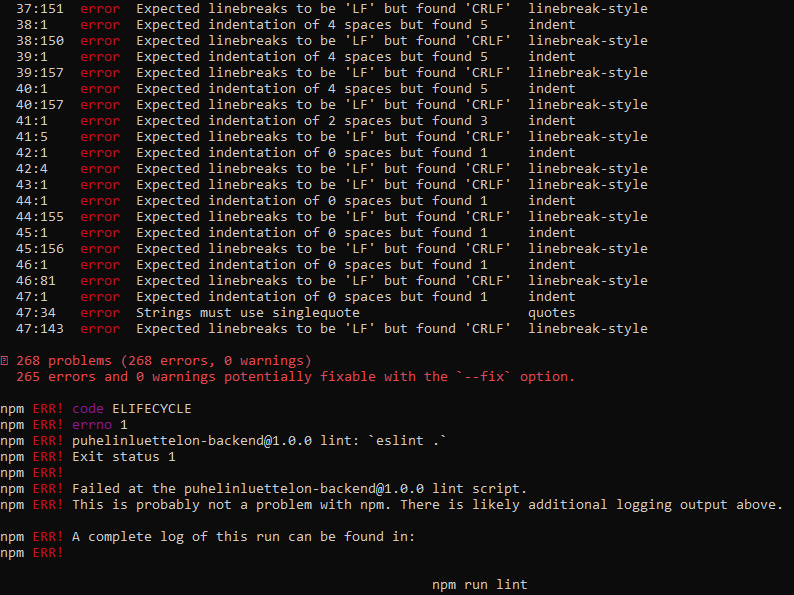 37:151 error Expected linebreaks to be 'LF' but found 'CRLF' linebreak-style
38:1 error Expected indentation of 4 spaces but found 5 indent
38:150 error Expected linebreaks to be 'LF' but found 'CRLF' linebreak-style
39:1 error Expected indentation of 4 spaces but found 5 indent
39:157 error Expected linebreaks to be 'LF' but found 'CRLF' linebreak-style
40:1 error Expected indentation of 4 spaces but found 5 indent
40:157 error Expected linebreaks to be 'LF' but found 'CRLF' linebreak-style
41:1 error Expected indentation of 2 spaces but found 3 indent
41:5 error Expected linebreaks to be 'LF' but found 'CRLF' linebreak-style
42:1 error Expected indentation of 0 spaces but found 1 indent
42:4 error Expected linebreaks to be 'LF' but found 'CRLF' linebreak-style
43:1 error Expected linebreaks to be 'LF' but found 'CRLF' linebreak-style
44:1 error Expected indentation of 0 spaces but found 1 indent
44:155 error Expected linebreaks to be 'LF' but found 'CRLF' linebreak-style
45:1 error Expected indentation of 0 spaces but found 1 indent
45:156 error Expected linebreaks to be 'LF' but found 'CRLF' linebreak-style
46:1 error Expected indentation of 0 spaces but found 1 indent
46:81 error Expected linebreaks to be 'LF' but found 'CRLF' linebreak-style
47:1 error Expected indentation of 0 spaces but found 1 indent
47:34 error Strings must use singlequote quotes
47:143 error Expected linebreaks to be 'LF' but found 'CRLF' linebreak-style
268 problems (268 errors, 0 warnings)
265 errors and 0 warnings potentially fixable with the `--fix` option.
npm ERR! code ELIFECYCLE
npm ERR! errno 1
npm ERR! puhelinluettelon-backend@1.0.0 lint: `eslint .`
npm ERR! Exit status 1
npm ERR!
npm ERR! Failed at the puhelinluettelon-backend@1.0.0 lint script.
npm ERR! This is probably not a problem with npm. There is likely additional logging output above.
npm ERR! A complete log of this run can be found in:
npm ERR!
npm run lint